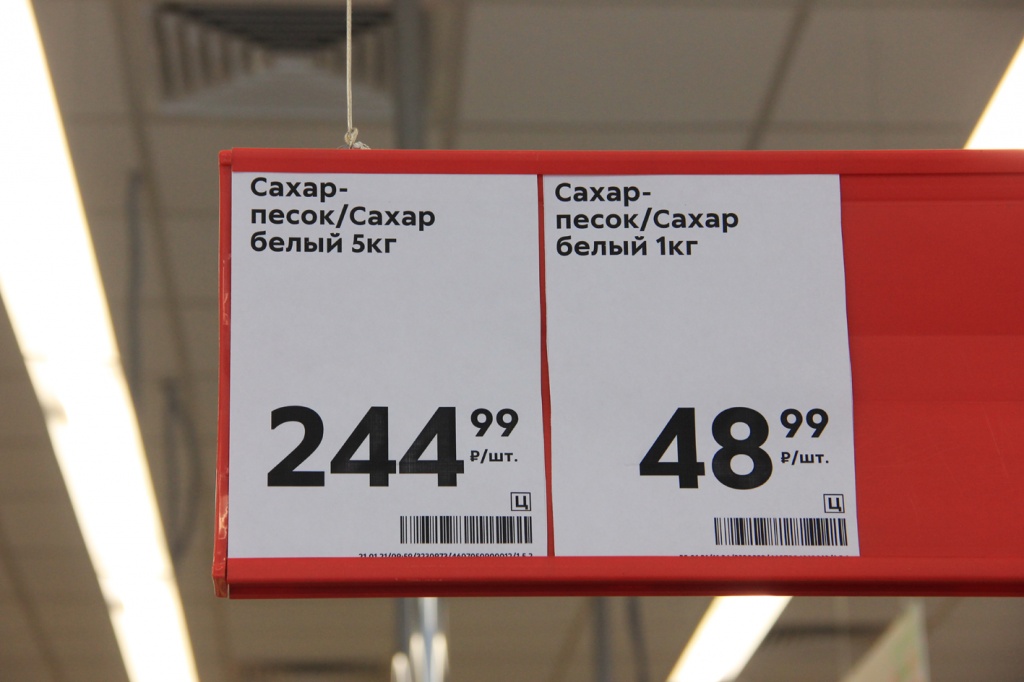 Сахар-
песок/Сахар
белый 5кг
244 99
₽/шт.
Ц
Сахар-
песок/Сахар
белый 1кг
48 99
₽/шт.
Ц